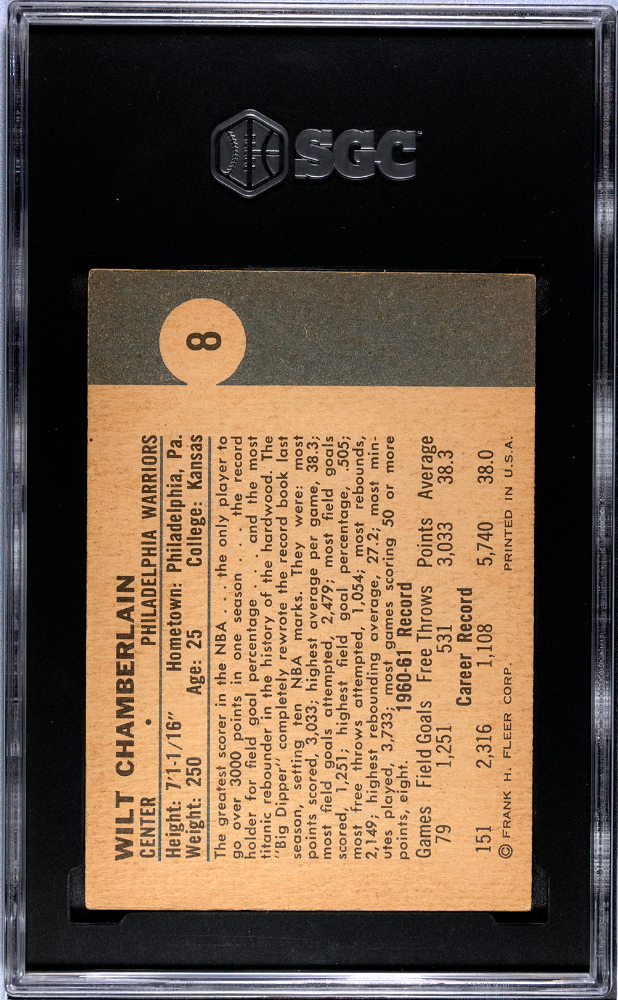 SGC
8
WILT CHAMBERLAIN
CENTER • PHILADELPHIA WARRIORS
Height: 7-1-1/16" Hometown: Philadelphia, Pa.
Weight: 250 Age: 25 College: Kansas
The greatest scorer in the NBA . . . the only player to
go over 3000 points in one season . . . the record
holder for field goal percentage . . . and the most
titanic rebounder in the history of the hardwood. The
"Big Dipper" completely rewrote the record book last
season, setting ten NBA marks. They were: most
points scored, 3,033; highest average per game, 38.3;
most field goals attempted, 2,479; most field goals
scored, 1,251; highest field goal percentage, .505;
most free throws attempted, 1,054; most rebounds,
2,149; highest rebounding average, 27.2; most min-
utes played, 3,733; most games scoring 50 or more
points, eight.
1960-61 Record
Games Field Goals Free Throws Points Average
79 1,251 531 3,033 38.3
Career Record
151 2,316 1,108 5,740 38.0
© FRANK H. FLEER CORP. PRINTED IN U.S.A.